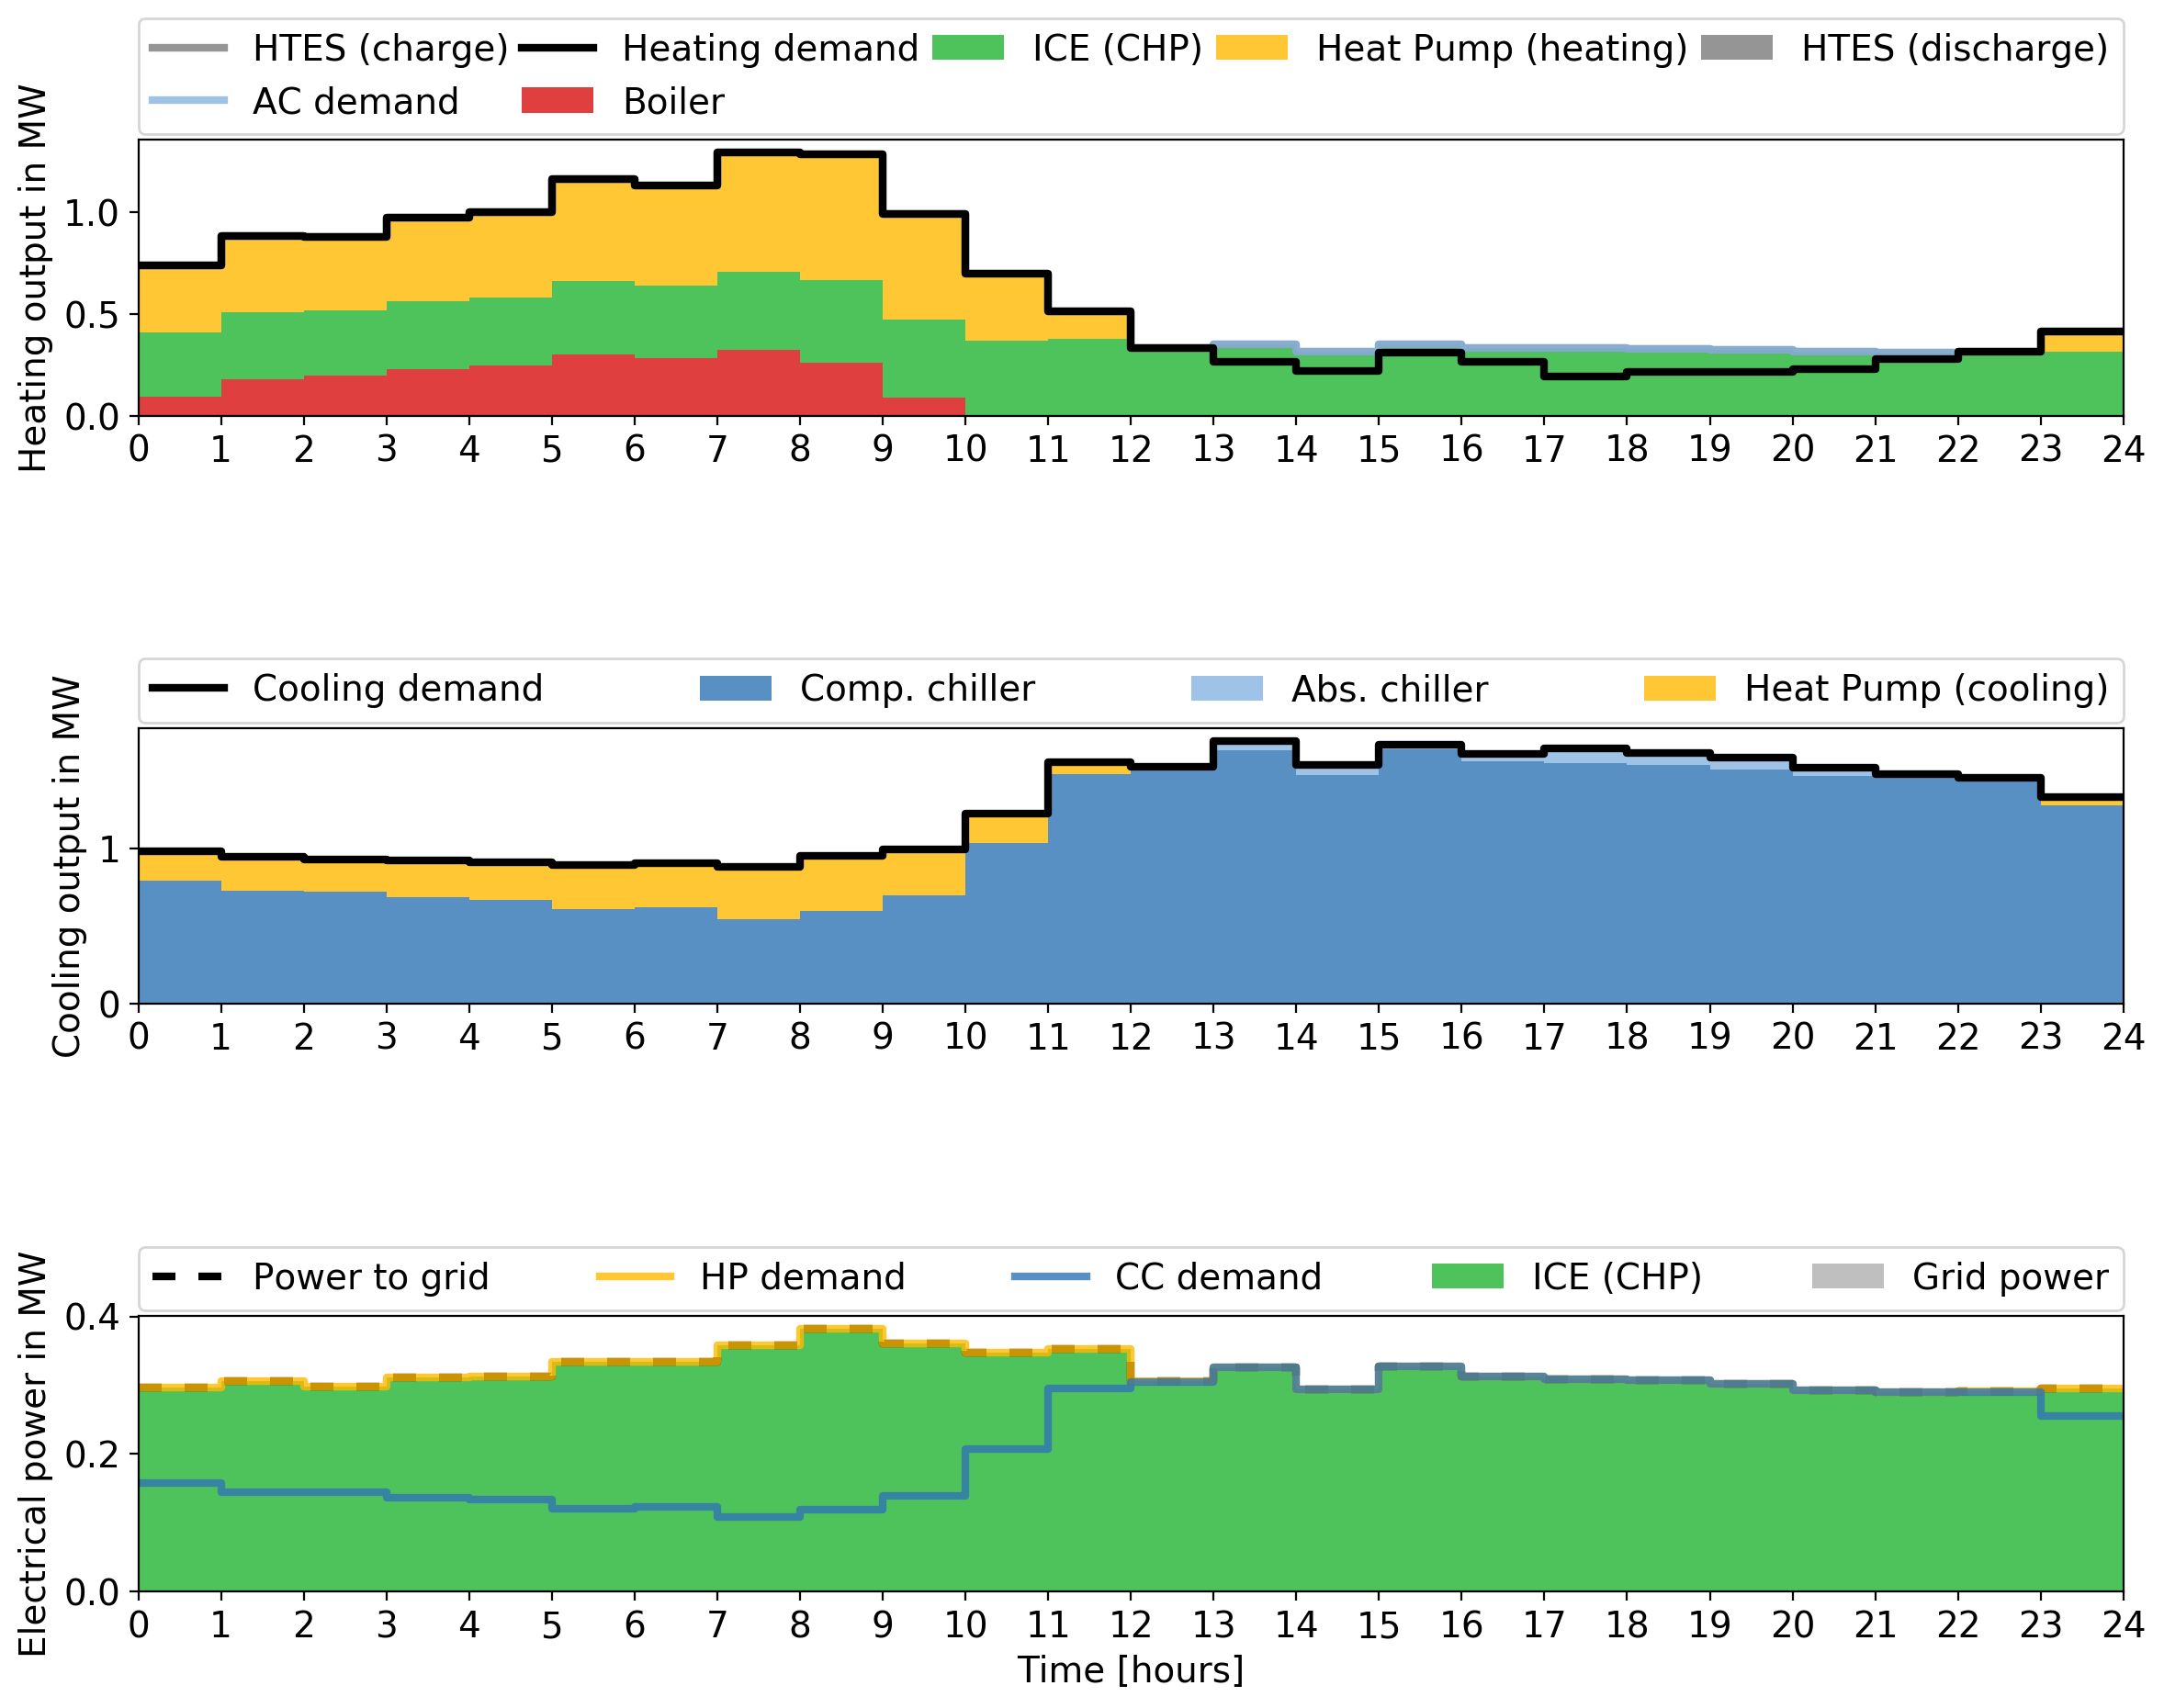 HTES (charge) Heating demand ICE (CHP) Heat Pump (heating) HTES (discharge)
AC demand Boiler
Heating output in MW
1.0
0.5
0.0
0 1 2 3 4 5 6 7 8 9 10 11 12 13 14 15 16 17 18 19 20 21 22 23 24
Cooling demand Comp. chiller Abs. chiller Heat Pump (cooling)
Cooling output in MW
1
0
0 1 2 3 4 5 6 7 8 9 10 11 12 13 14 15 16 17 18 19 20 21 22 23 24
Power to grid HP demand CC demand ICE (CHP) Grid power
Electrical power in MW
0.4
0.2
0.0
0 1 2 3 4 5 6 7 8 9 10 11 12 13 14 15 16 17 18 19 20 21 22 23 24
Time [hours]